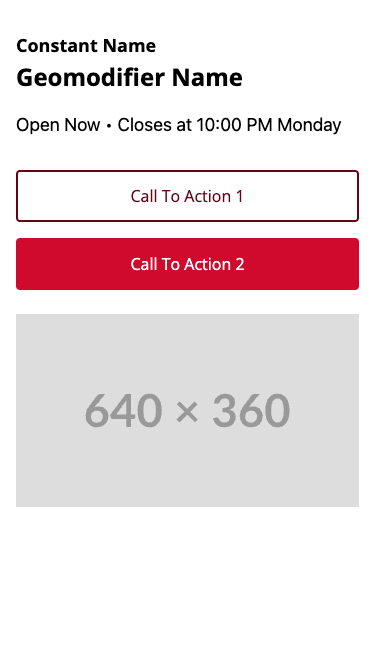 Constant Name
Geomodifier Name
Open Now • Closes at 10:00 PM Monday
Call To Action 1
Call To Action 2
640 × 360